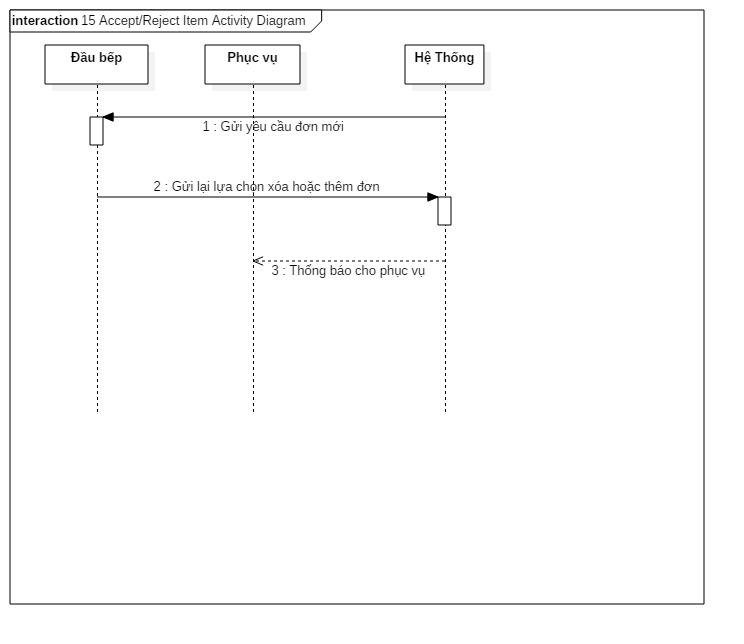 interaction 15 Accept/Reject Item Activity Diagram
Đầu bếp
Phục vụ
Hệ Thống
1 : Gửi yêu cầu đơn mới
2 : Gửi lại lựa chọn xóa hoặc thêm đơn
3 : Thống báo cho phục vụ